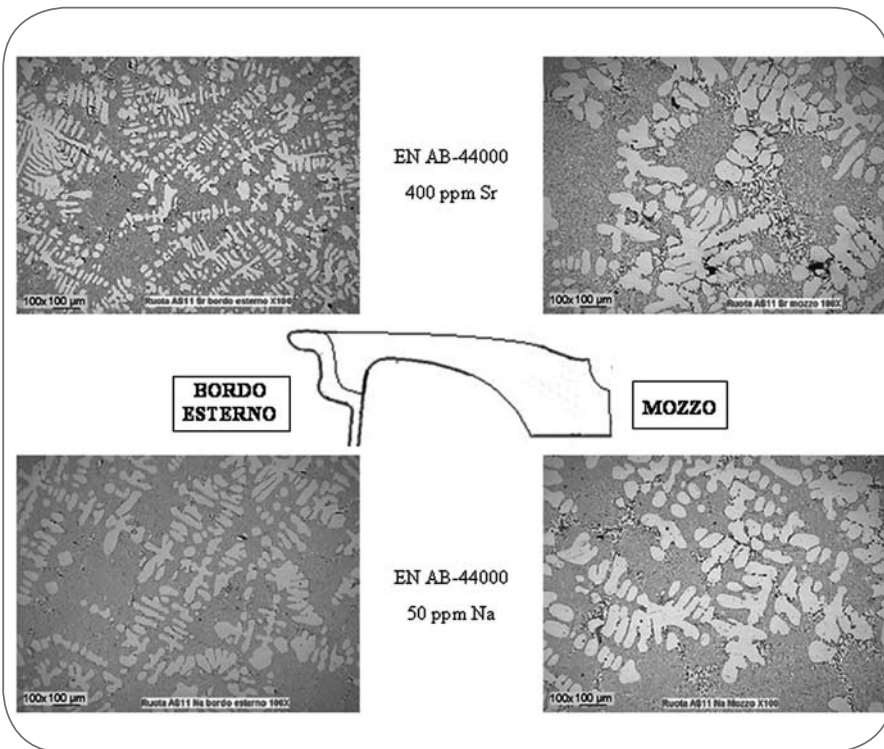 100x100 µm
Ruota AS11 Sr bordo esterno X100
EN AB-44000
400 ppm Sr
100x100 µm
Ruota AS11 Sr mozzo 100X
BORDO
ESTERNO
MOZZO
100x100 µm
Ruota AS11 Na bordo esterno 100X
EN AB-44000
50 ppm Na
100x100 µm
Ruota AS11 Na Mozzo X100